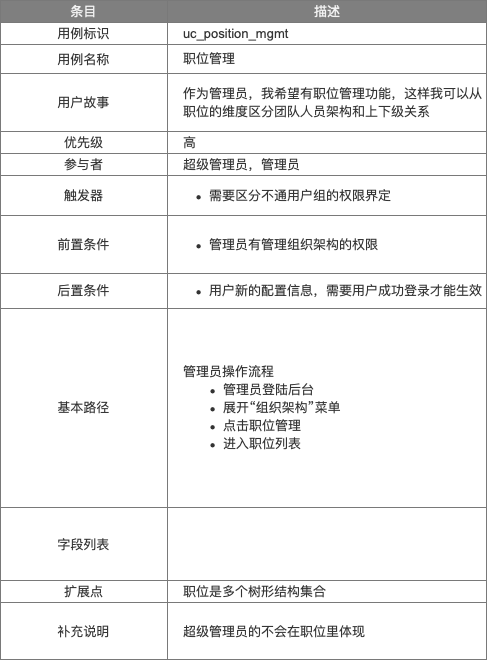 条目 描述
用例标识 uc_position_mgmt
用例名称 职位管理
用户故事 作为管理员，我希望有职位管理功能，这样我可以从
职位的维度区分团队人员架构和上下级关系
优先级 高
参与者 超级管理员，管理员
触发器 • 需要区分不通用户组的权限界定
前置条件 • 管理员有管理组织架构的权限
后置条件 • 用户新的配置信息，需要用户成功登录才能生效
基本路径 管理员操作流程
• 管理员登陆后台
• 展开“组织架构”菜单
• 点击职位管理
• 进入职位列表
字段列表
扩展点 职位是多个树形结构集合
补充说明 超级管理员的不会在职位里体现